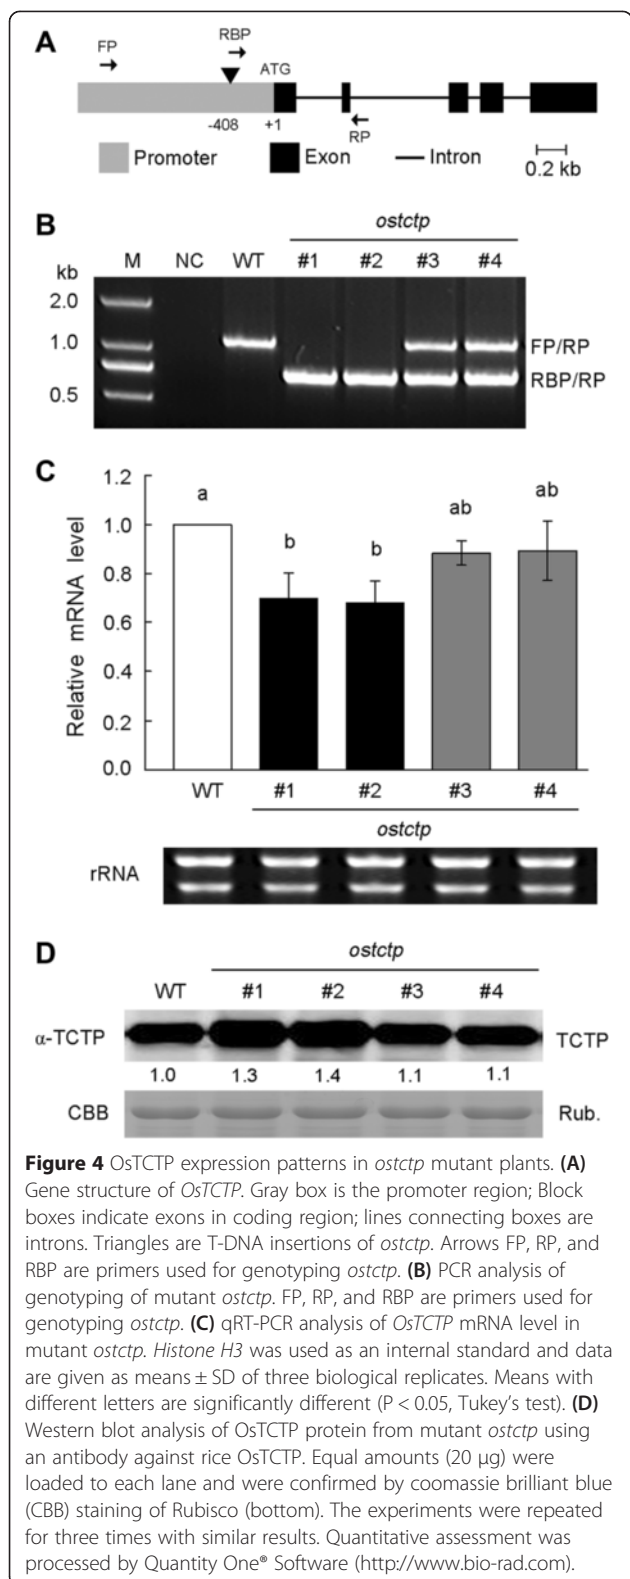 A
FP
RBP
ATG
-408
+1
RP
Promoter
Exon
Intron
0.2 kb
B
ostctp
kb
M
NC
WT
#1
#2
#3
#4
2.0
1.0
0.5
FP/RP
RBP/RP
C
Relative mRNA level
1.2
1.0
0.8
0.6
0.4
0.2
0.0
a
b
b
ab
ab
WT
#1
#2
#3
#4
ostctp
rRNA
D
ostctp
WT
#1
#2
#3
#4
α-TCTP
TCTP
1.0
1.3
1.4
1.1
1.1
CBB
Rub.
Figure 4 OsTCTP expression patterns in ostctp mutant plants. (A)
Gene structure of OsTCTP. Gray box is the promoter region; Block
boxes indicate exons in coding region; lines connecting boxes are
introns. Triangles are T-DNA insertions of ostctp. Arrows FP, RP, and
RBP are primers used for genotyping ostctp. (B) PCR analysis of
genotyping of mutant ostctp. FP, RP, and RBP are primers used for
genotyping ostctp. (C) qRT-PCR analysis of OsTCTP mRNA level in
mutant ostctp. Histone H3 was used as an internal standard and data
are given as means ± SD of three biological replicates. Means with
different letters are significantly different (P < 0.05, Tukey's test). (D)
Western blot analysis of OsTCTP protein from mutant ostctp using
an antibody against rice OsTCTP. Equal amounts (20 μg) were
loaded to each lane and were confirmed by coomassie brilliant blue
(CBB) staining of Rubisco (bottom). The experiments were repeated
for three times with similar results. Quantitative assessment was
processed by Quantity One® Software (http://www.bio-rad.com).